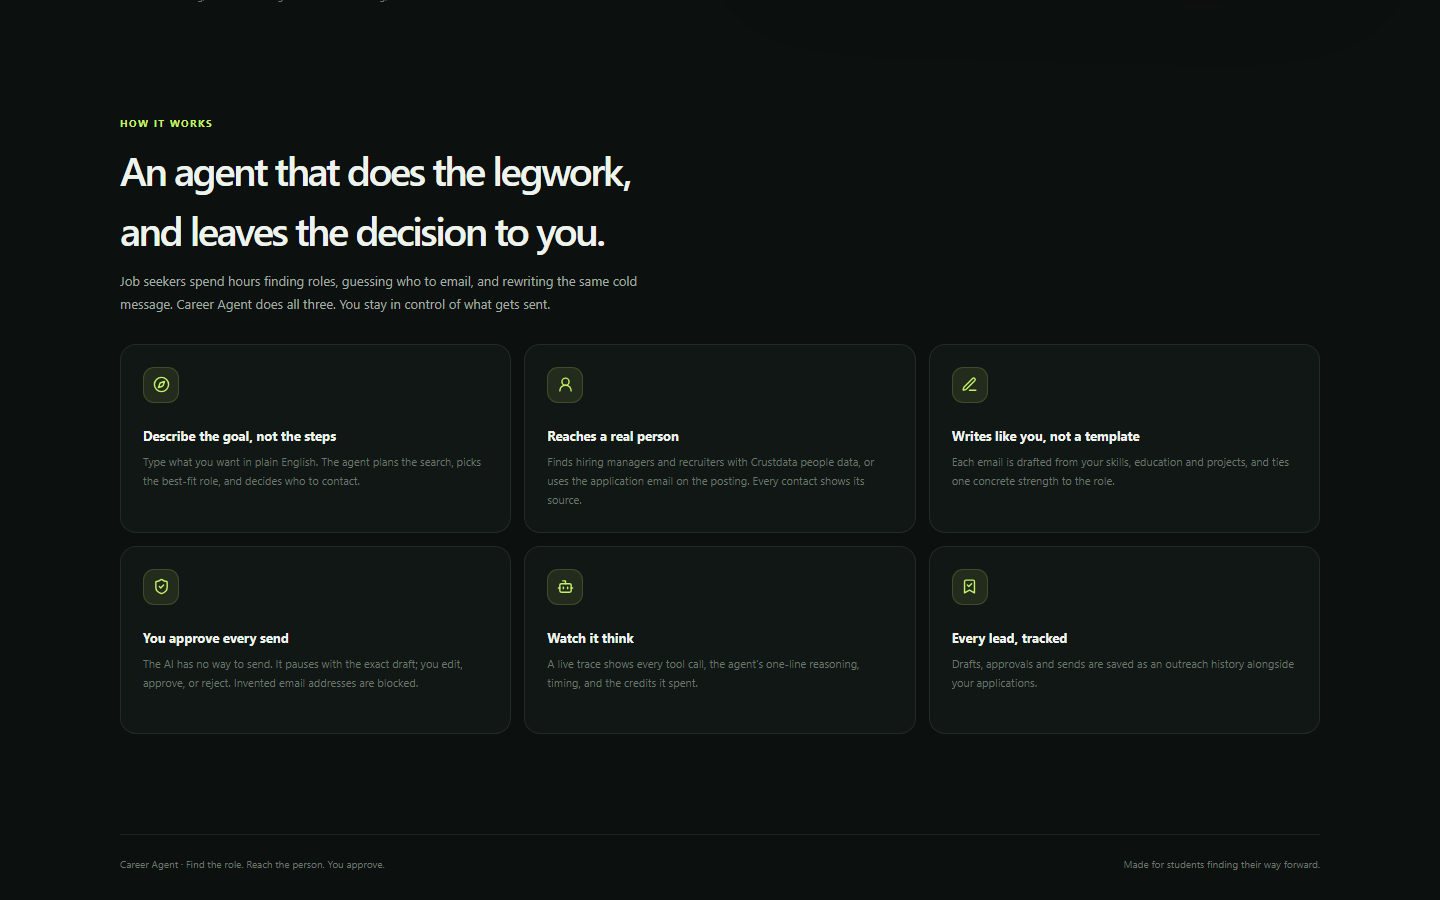 HOW IT WORKS
An agent that does the legwork,
and leaves the decision to you.
Job seekers spend hours finding roles, guessing who to email, and rewriting the same cold
message. Career Agent does all three. You stay in control of what gets sent.
Describe the goal, not the steps
Type what you want in plain English. The agent plans the search, picks
the best-fit role, and decides who to contact.
Reaches a real person
Finds hiring managers and recruiters with Crustdata people data, or
uses the application email on the posting. Every contact shows its
source.
Writes like you, not a template
Each email is drafted from your skills, education and projects, and ties
one concrete strength to the role.
You approve every send
The AI has no way to send. It pauses with the exact draft; you edit,
approve, or reject. Invented email addresses are blocked.
Watch it think
A live trace shows every tool call, the agent's one-line reasoning,
timing, and the credits it spent.
Every lead, tracked
Drafts, approvals and sends are saved as an outreach history alongside
your applications.
Career Agent · Find the role. Reach the person. You approve.
Made for students finding their way forward.